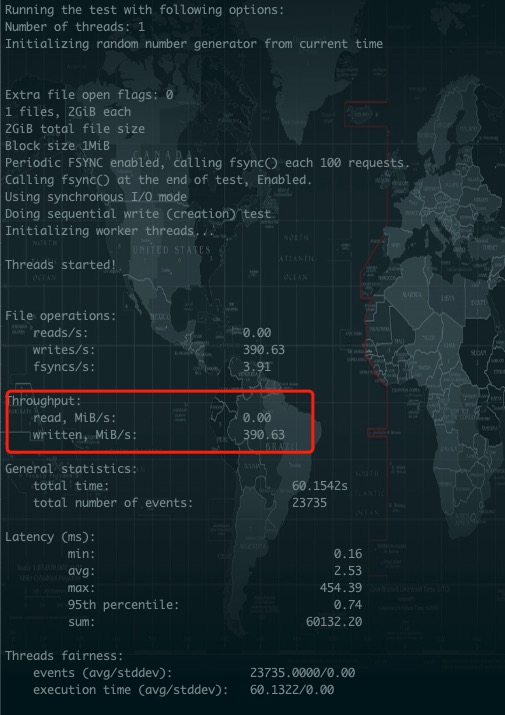 Running the test with following options:
Number of threads: 1
Initializing random number generator from current time
Extra file open flags: 0
1 files, 2GiB each
2GiB total file size
Block size 1MiB
Periodic FSYNC enabled, calling fsync() each 100 requests.
Calling fsync() at the end of test, Enabled.
Using synchronous I/O mode
Doing sequential write (creation) test
Initializing worker threads...
Threads started!
File operations:
reads/s: 0.00
writes/s: 390.63
fsyncs/s: 3.91
Throughput:
read, MiB/s: 0.00
written, MiB/s: 390.63
General statistics:
total time: 60.1542s
total number of events: 23735
Latency (ms):
min: 0.16
avg: 2.53
max: 454.39
95th percentile: 0.74
sum: 60132.20
Threads fairness:
events (avg/stddev): 23735.0000/0.00
execution time (avg/stddev): 60.1322/0.00
CANADA
UNITED STATES
BRAZIL